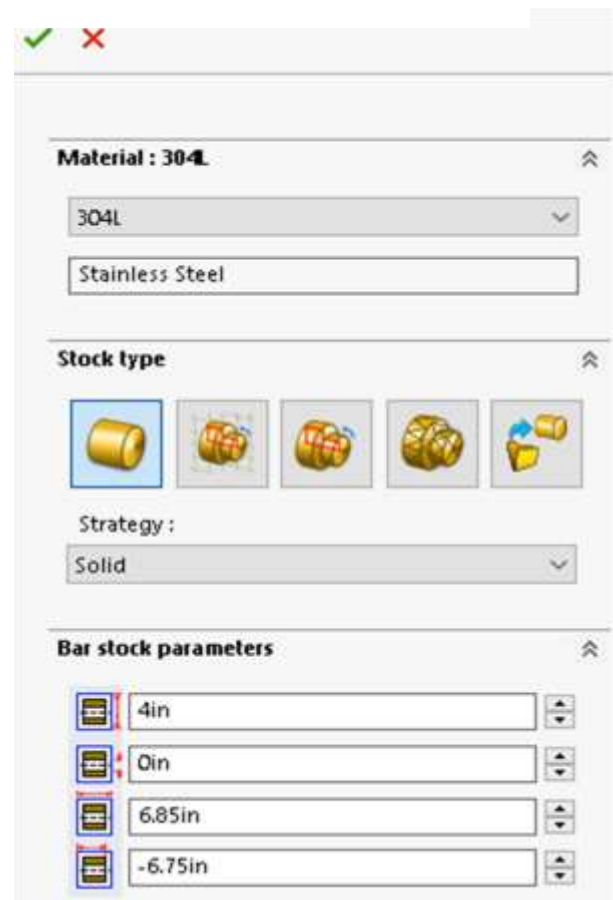 Material : 304L
304L
Stainless Steel
Stock type
Strategy :
Solid
Bar stock parameters
4in
0in
6.85in
-6.75in